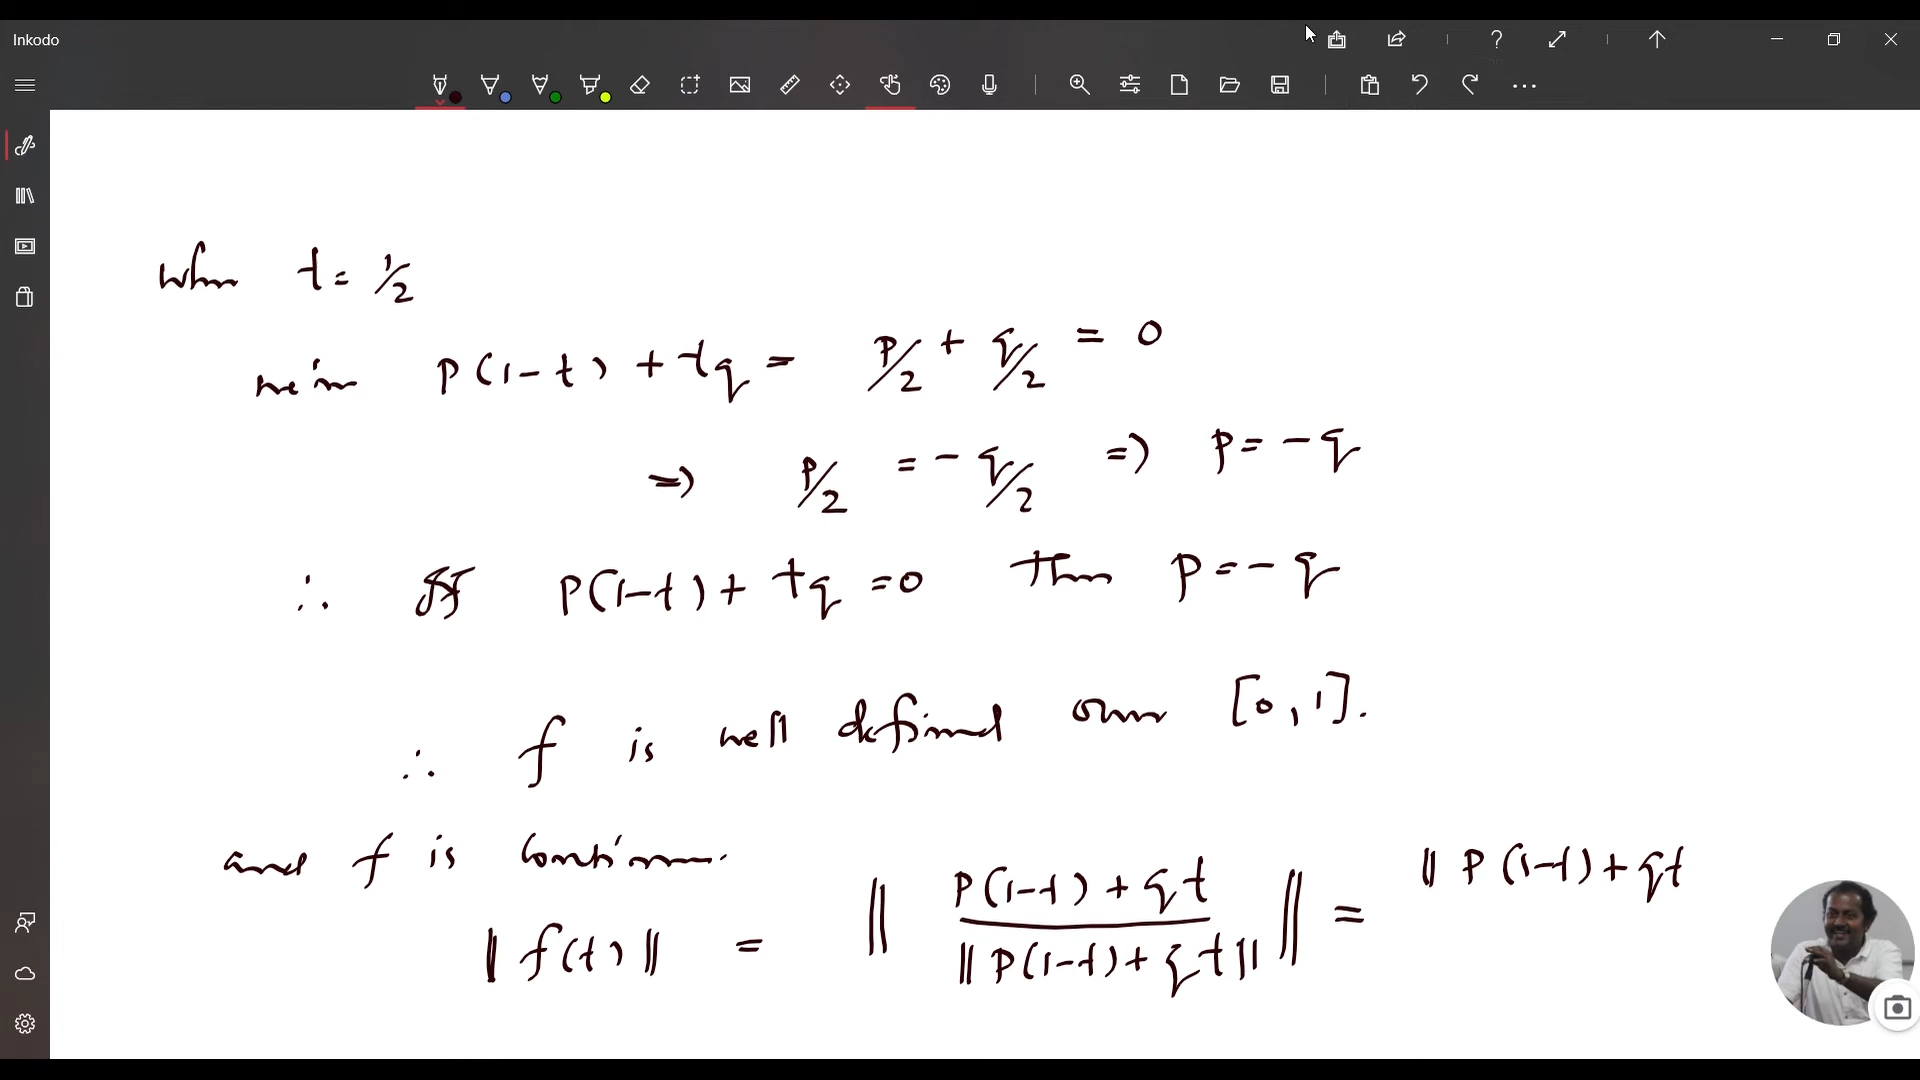 Inkodo
When t = 1/2
then P(1-t) + tq = P/2 + q/2 = 0
=> P/2 = - q/2 => P = - q
∴ If P(1-t) + tq = 0 then P = - q
∴ f is well defined over [0,1].
and f is continuous.
|| P(1-t) + qt
|| f(t) || = || P(1-t) + qt / || P(1-t) + qt || || =